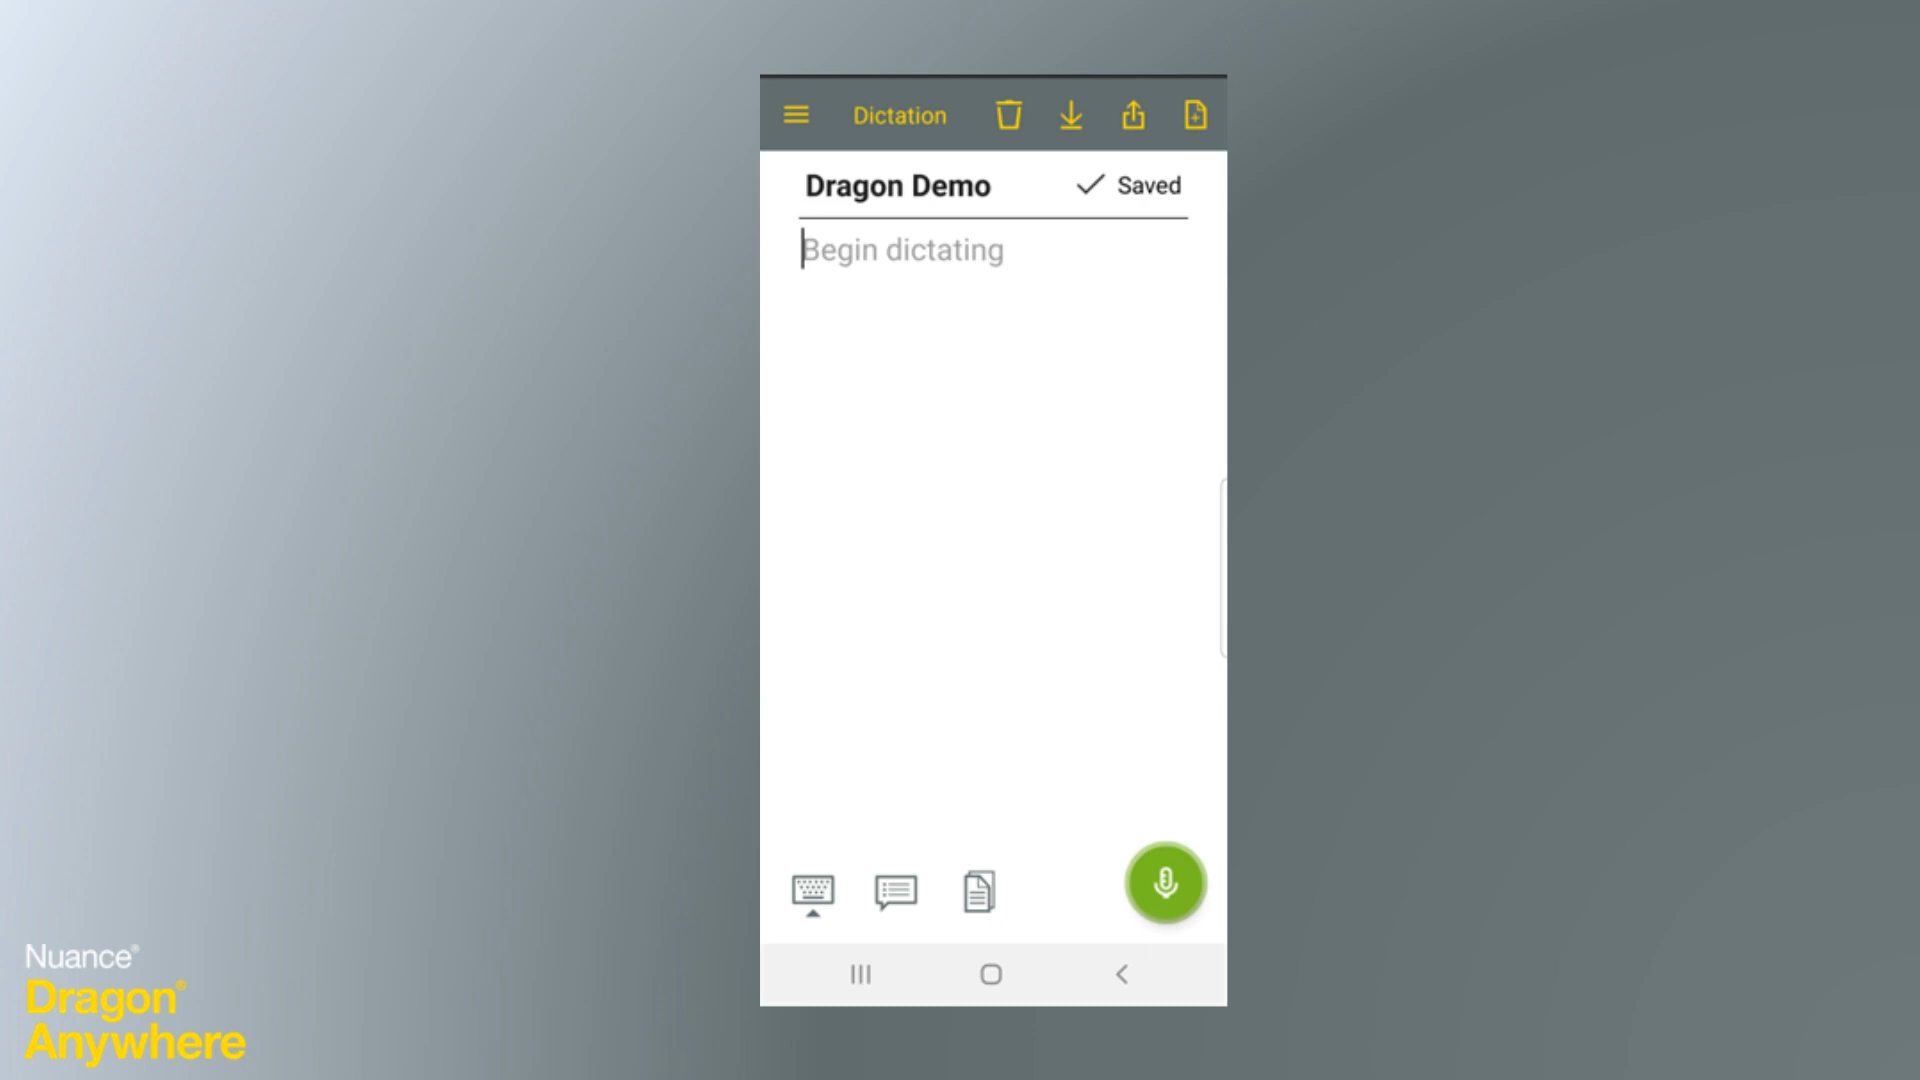 Dictation
Dragon Demo
Saved
Begin dictating
Nuance®
Dragon®
Anywhere